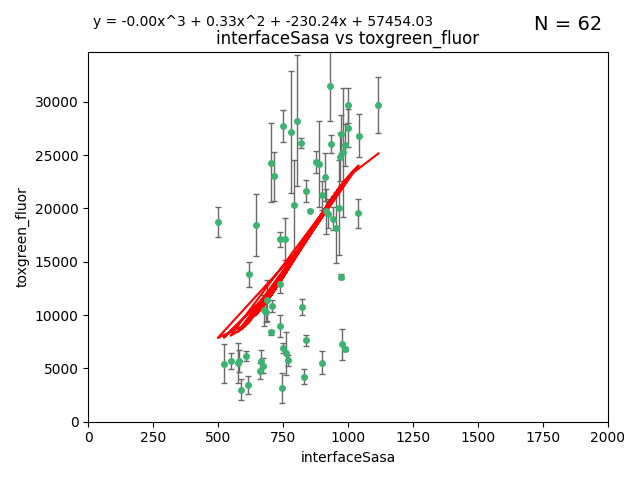 y = -0.00x^3 + 0.33x^2 + -230.24x + 57454.03
N = 62
interfaceSasa vs toxgreen_fluor
30000
25000
20000
15000
10000
5000
0
toxgreen_fluor
0 250 500 750 1000 1250 1500 1750 2000
interfaceSasa